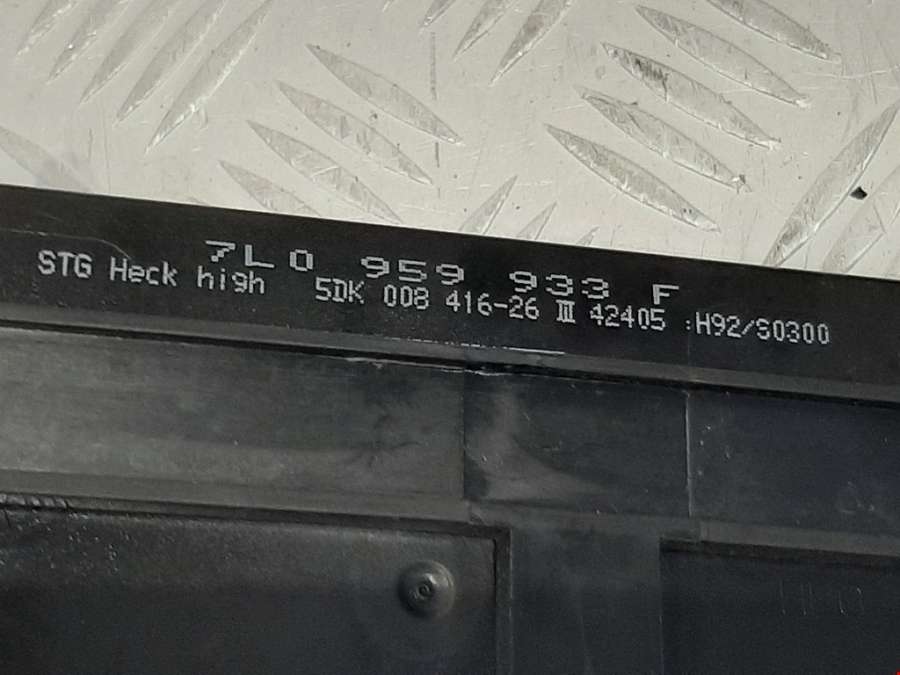 7L0 959 933 F
STG Heck high 5DK 008 416-26 III 42405 :H92/S0300